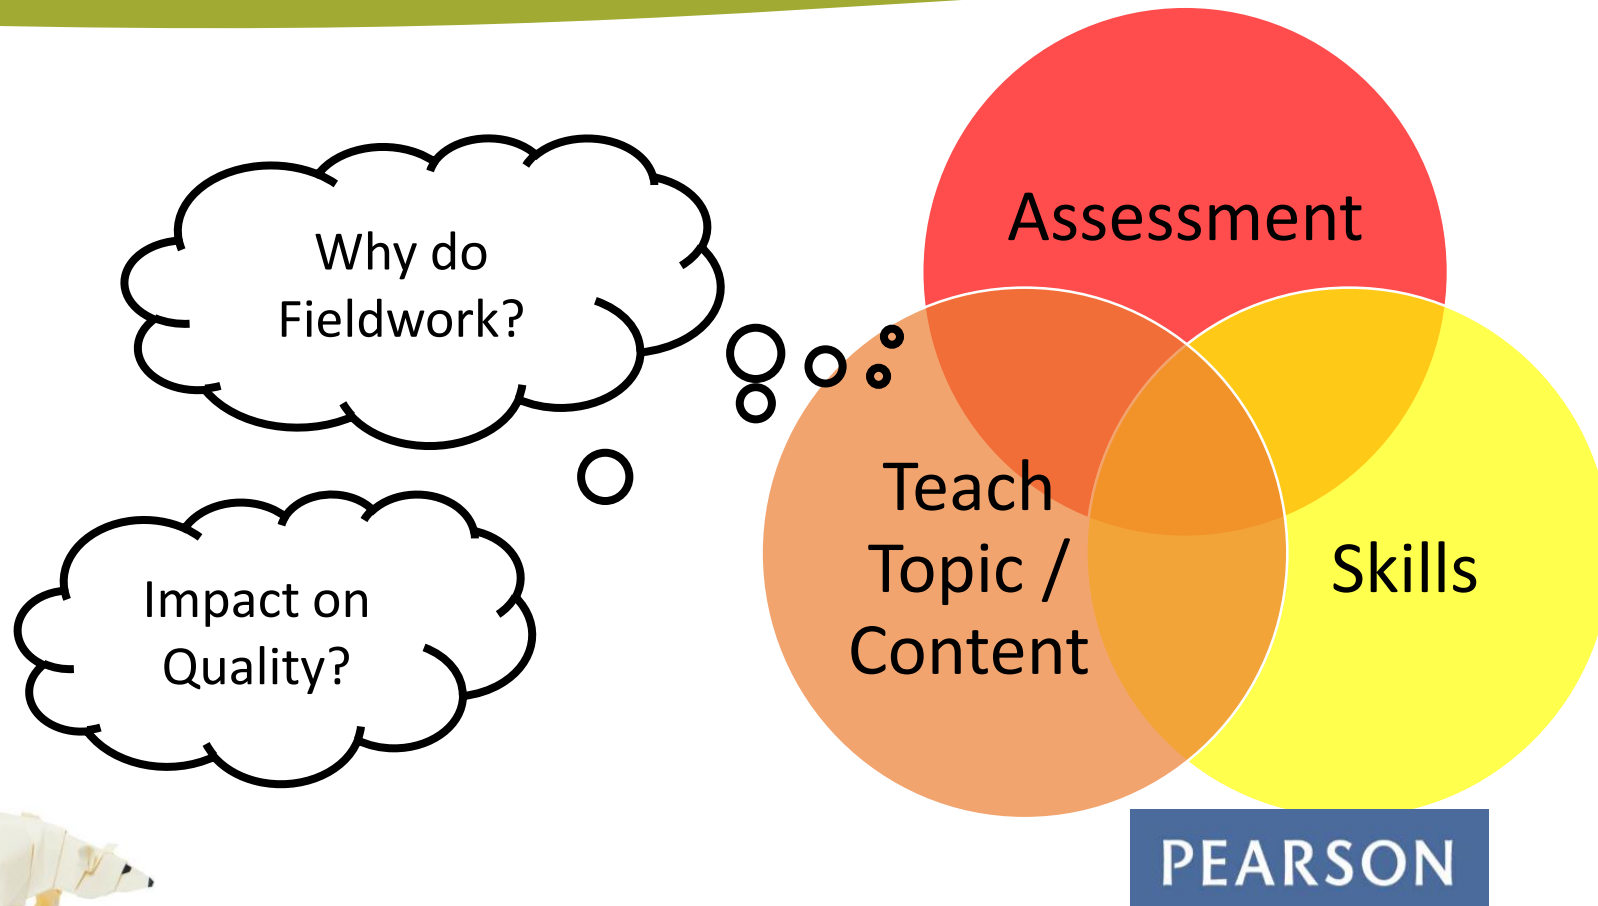 Why do
Fieldwork?
Impact on
Quality?
Assessment
Teach
Topic /
Content
Skills
PEARSON